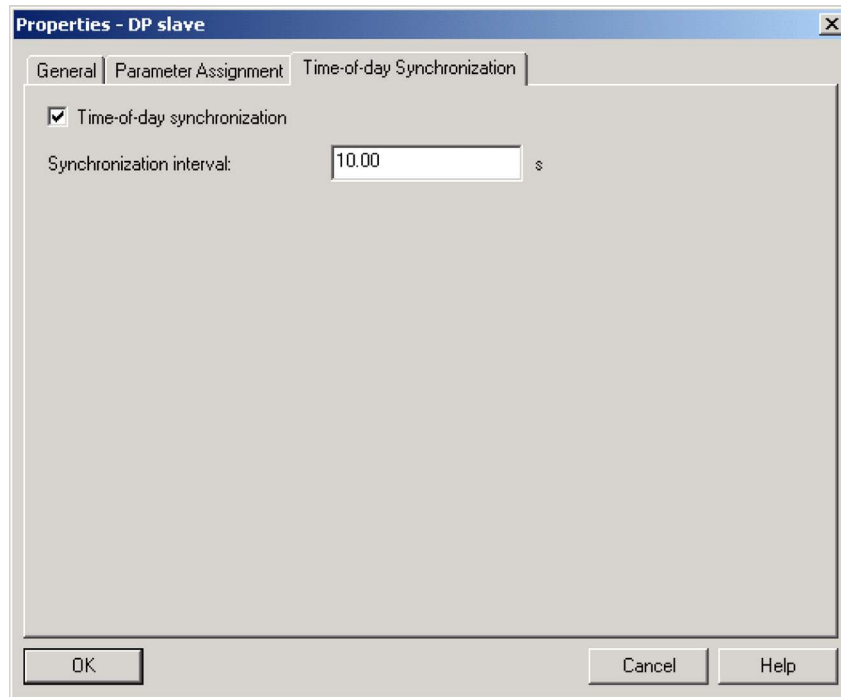 Properties - DP slave
General Parameter Assignment Time-of-day Synchronization
Time-of-day synchronization
Synchronization interval: 10.00 s
OK Cancel Help